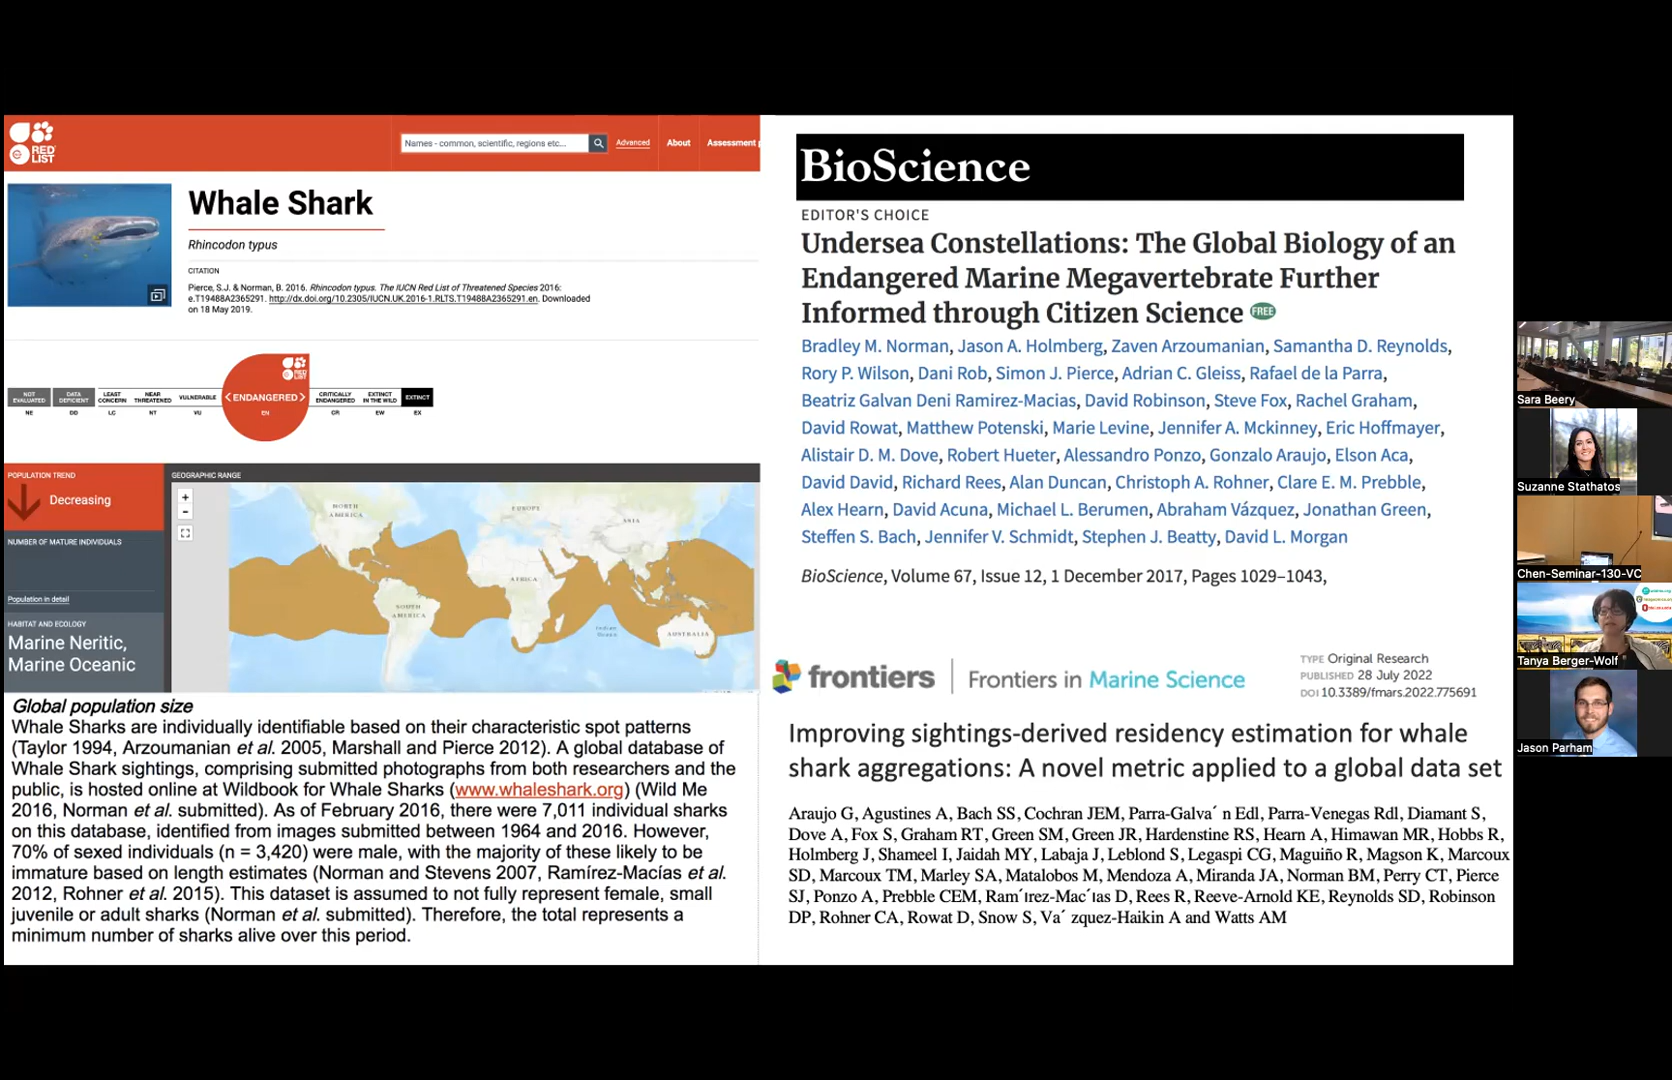 RED
LIST
Names - common, scientific, regions etc...
Advanced
About
Assessment
Whale Shark
Rhincodon typus
CITATION
Pierce, S.J. & Norman, B. 2016. Rhincodon typus. The IUCN Red List of Threatened Species 2016:
e.T19488A2365291. http://dx.doi.org/10.2305/IUCN.UK.2016-1.RLTS.T19488A2365291.en. Downloaded
on 18 May 2019.
RED
LIST
NOT EVALUATED
DATA DEFICIENT
LEAST CONCERN
NEAR THREATENED
VULNERABLE
<ENDANGERED>
CRITICALLY ENDANGERED
EXTINCT IN THE WILD
EXTINCT
NE
DD
LC
NT
VU
EN
CR
EW
EX
POPULATION TREND
Decreasing
NUMBER OF MATURE INDIVIDUALS
Population in detail
HABITAT AND ECOLOGY
Marine Neritic,
Marine Oceanic
GEOGRAPHIC RANGE
+
-
NORTH
AMERICA
EUROPE
ASIA
AFRICA
SOUTH
AMERICA
AUSTRALIA
Global population size
Whale Sharks are individually identifiable based on their characteristic spot patterns
(Taylor 1994, Arzoumanian et al. 2005, Marshall and Pierce 2012). A global database of
Whale Shark sightings, comprising submitted photographs from both researchers and the
public, is hosted online at Wildbook for Whale Sharks (www.whaleshark.org) (Wild Me
2016, Norman et al. submitted). As of February 2016, there were 7,011 individual sharks
on this database, identified from images submitted between 1964 and 2016. However,
70% of sexed individuals (n = 3,420) were male, with the majority of these likely to be
immature based on length estimates (Norman and Stevens 2007, Ramírez-Macías et al.
2012, Rohner et al. 2015). This dataset is assumed to not fully represent female, small
juvenile or adult sharks (Norman et al. submitted). Therefore, the total represents a
minimum number of sharks alive over this period.
BioScience
EDITOR'S CHOICE
Undersea Constellations: The Global Biology of an
Endangered Marine Megavertebrate Further
Informed through Citizen Science FREE
Bradley M. Norman, Jason A. Holmberg, Zaven Arzoumanian, Samantha D. Reynolds,
Rory P. Wilson, Dani Rob, Simon J. Pierce, Adrian C. Gleiss, Rafael de la Parra,
Beatriz Galvan Deni Ramirez-Macias, David Robinson, Steve Fox, Rachel Graham,
David Rowat, Matthew Potenski, Marie Levine, Jennifer A. Mckinney, Eric Hoffmayer,
Alistair D. M. Dove, Robert Hueter, Alessandro Ponzo, Gonzalo Araujo, Elson Aca,
David David, Richard Rees, Alan Duncan, Christoph A. Rohner, Clare E. M. Prebble,
Alex Hearn, David Acuna, Michael L. Berumen, Abraham Vázquez, Jonathan Green,
Steffen S. Bach, Jennifer V. Schmidt, Stephen J. Beatty, David L. Morgan
BioScience, Volume 67, Issue 12, 1 December 2017, Pages 1029–1043,
frontiers | Frontiers in Marine Science
TYPE Original Research
PUBLISHED 28 July 2022
DOI 10.3389/fmars.2022.775691
Improving sightings-derived residency estimation for whale
shark aggregations: A novel metric applied to a global data set
Araujo G, Agustines A, Bach SS, Cochran JEM, Parra-Galva´ n Edl, Parra-Venegas Rdl, Diamant S,
Dove A, Fox S, Graham RT, Green SM, Green JR, Hardenstine RS, Hearn A, Himawan MR, Hobbs R,
Holmberg J, Shameel I, Jaidah MY, Labaja J, Leblond S, Legaspi CG, Maguiño R, Magson K, Marcoux
SD, Marcoux TM, Marley SA, Matalobos M, Mendoza A, Miranda JA, Norman BM, Perry CT, Pierce
SJ, Ponzo A, Prebble CEM, Ram´ırez-Mac´ıas D, Rees R, Reeve-Arnold KE, Reynolds SD, Robinson
DP, Rohner CA, Rowat D, Snow S, Va´ zquez-Haikin A and Watts AM
Sara Beery
Suzanne Stathatos
Chen-Seminar-130-VC
Tanya Berger-Wolf
Jason Parham